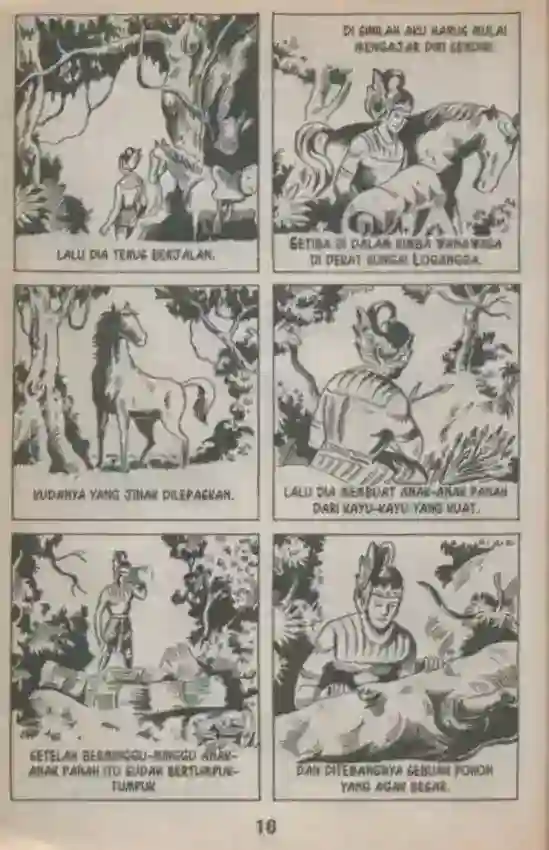 LALU DIA TERUS BERJALAN.
DI SINILAH AKU HARUS MULAI
MENGAJAR DIRI SENDIRI.
SETIBA DI DALAM RIMBA WANAWASA
DI DEKAT SUNGAI LOGANGGA.
KUDANYA YANG JINAK DILEPASKAN.
LALU DIA MEMBUAT ANAK-ANAK PANAH
DARI KAYU-KAYU YANG KUAT.
SETELAH BERMINGGU-MINGGU ANAK-
ANAK PANAH ITU SUDAH BERTUMPUK-
TUMPUK
DAN DITEBANGNYA SEBUAH POHON
YANG AGAK BESAR.
16